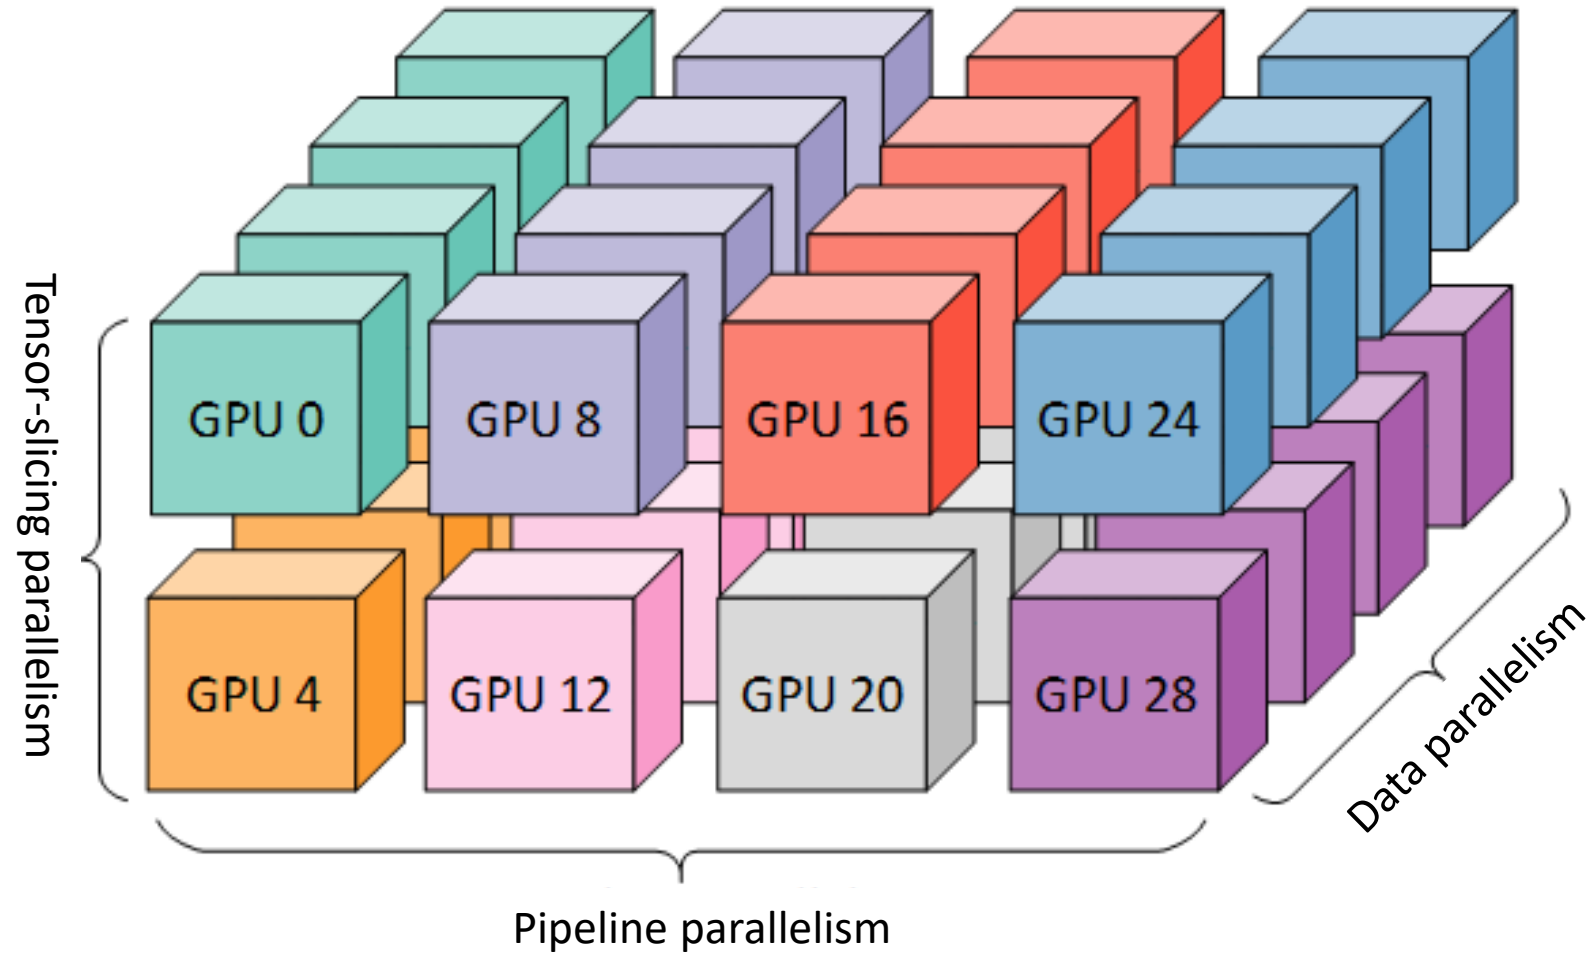 Tensor-slicing parallelism
GPU 0
GPU 8
GPU 16
GPU 24
GPU 4
GPU 12
GPU 20
GPU 28
Data parallelism
Pipeline parallelism